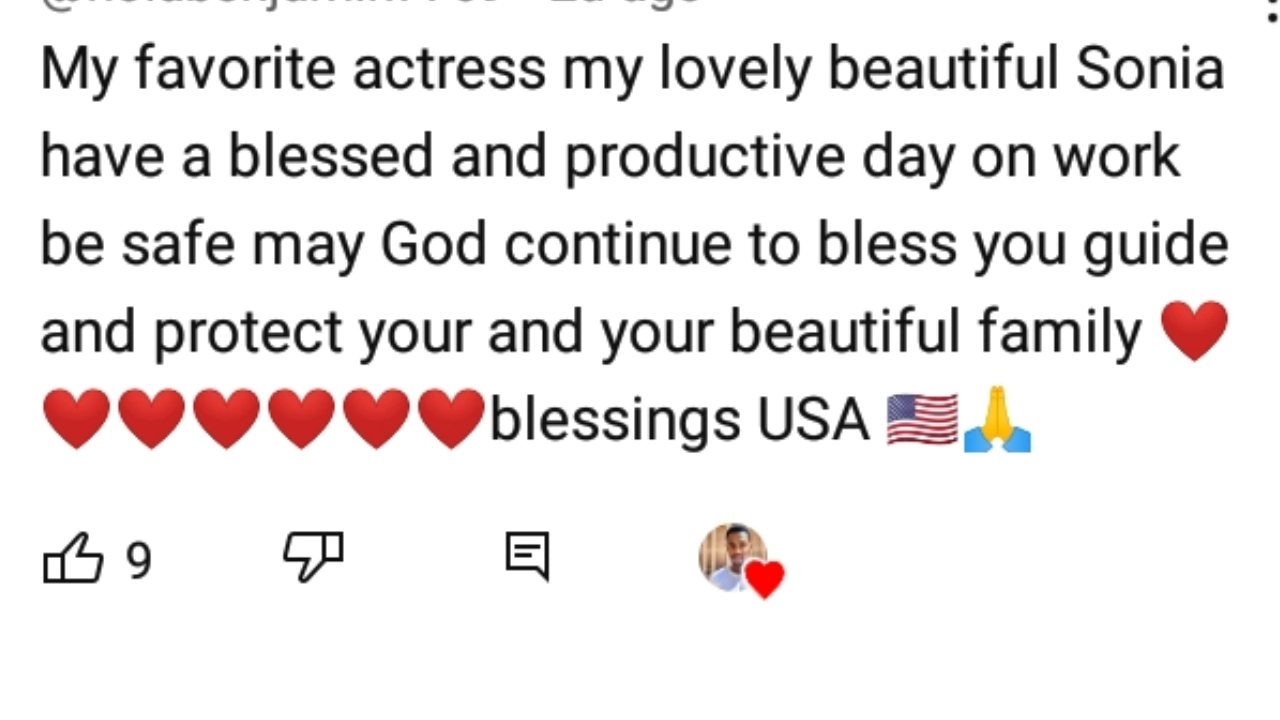 My favorite actress my lovely beautiful Sonia
have a blessed and productive day on work
be safe may God continue to bless you guide
and protect your and your beautiful family ❤️
❤️❤️❤️❤️❤️❤️blessings USA 🇺🇸🙏
9